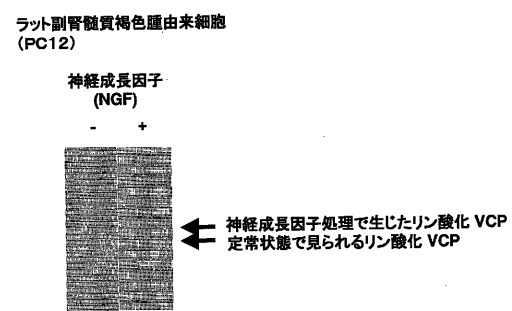 ラット副腎髄質褐色腫由来細胞
(PC12)
神経成長因子
(NGF)
- +
神経成長因子処理で生じたリン酸化 VCP
定常状態で見られるリン酸化 VCP